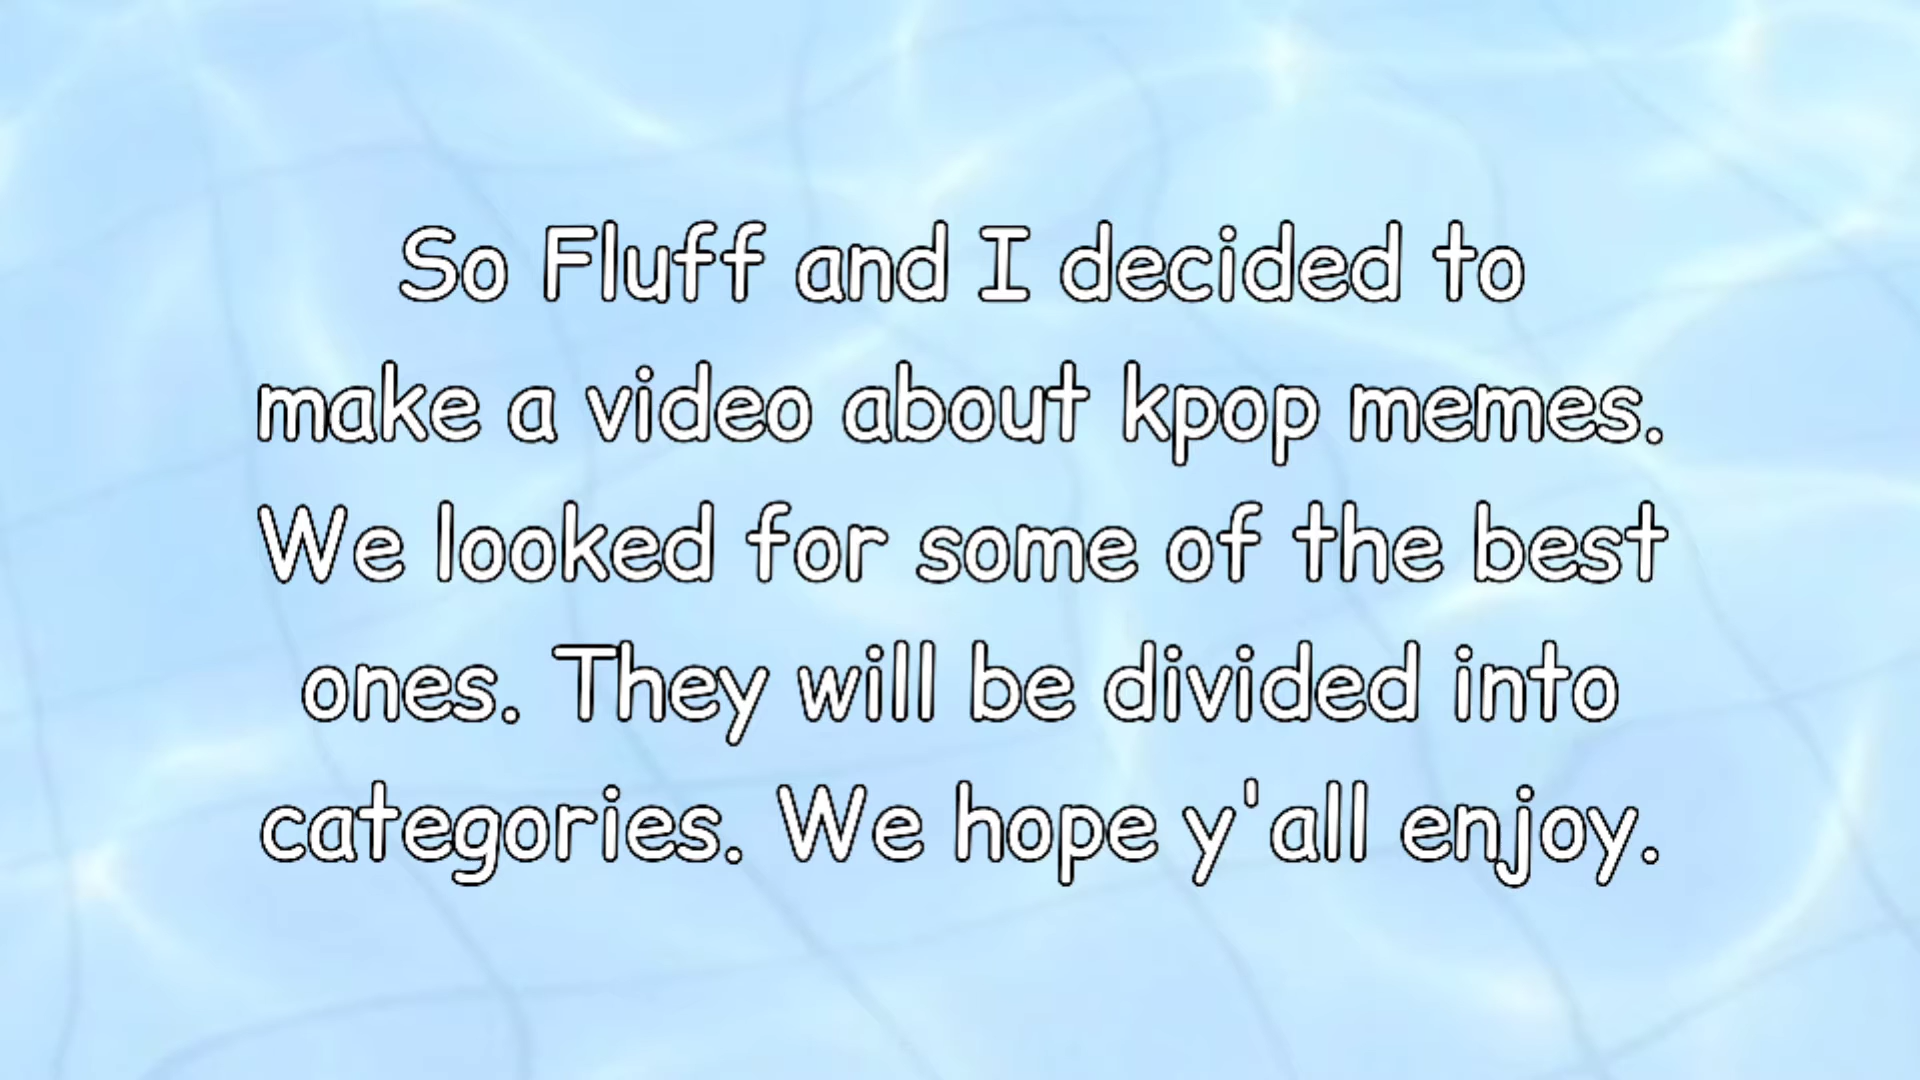 So Fluff and I decided to
make a video about kpop memes.
We looked for some of the best
ones. They will be divided into
categories. We hope y'all enjoy.